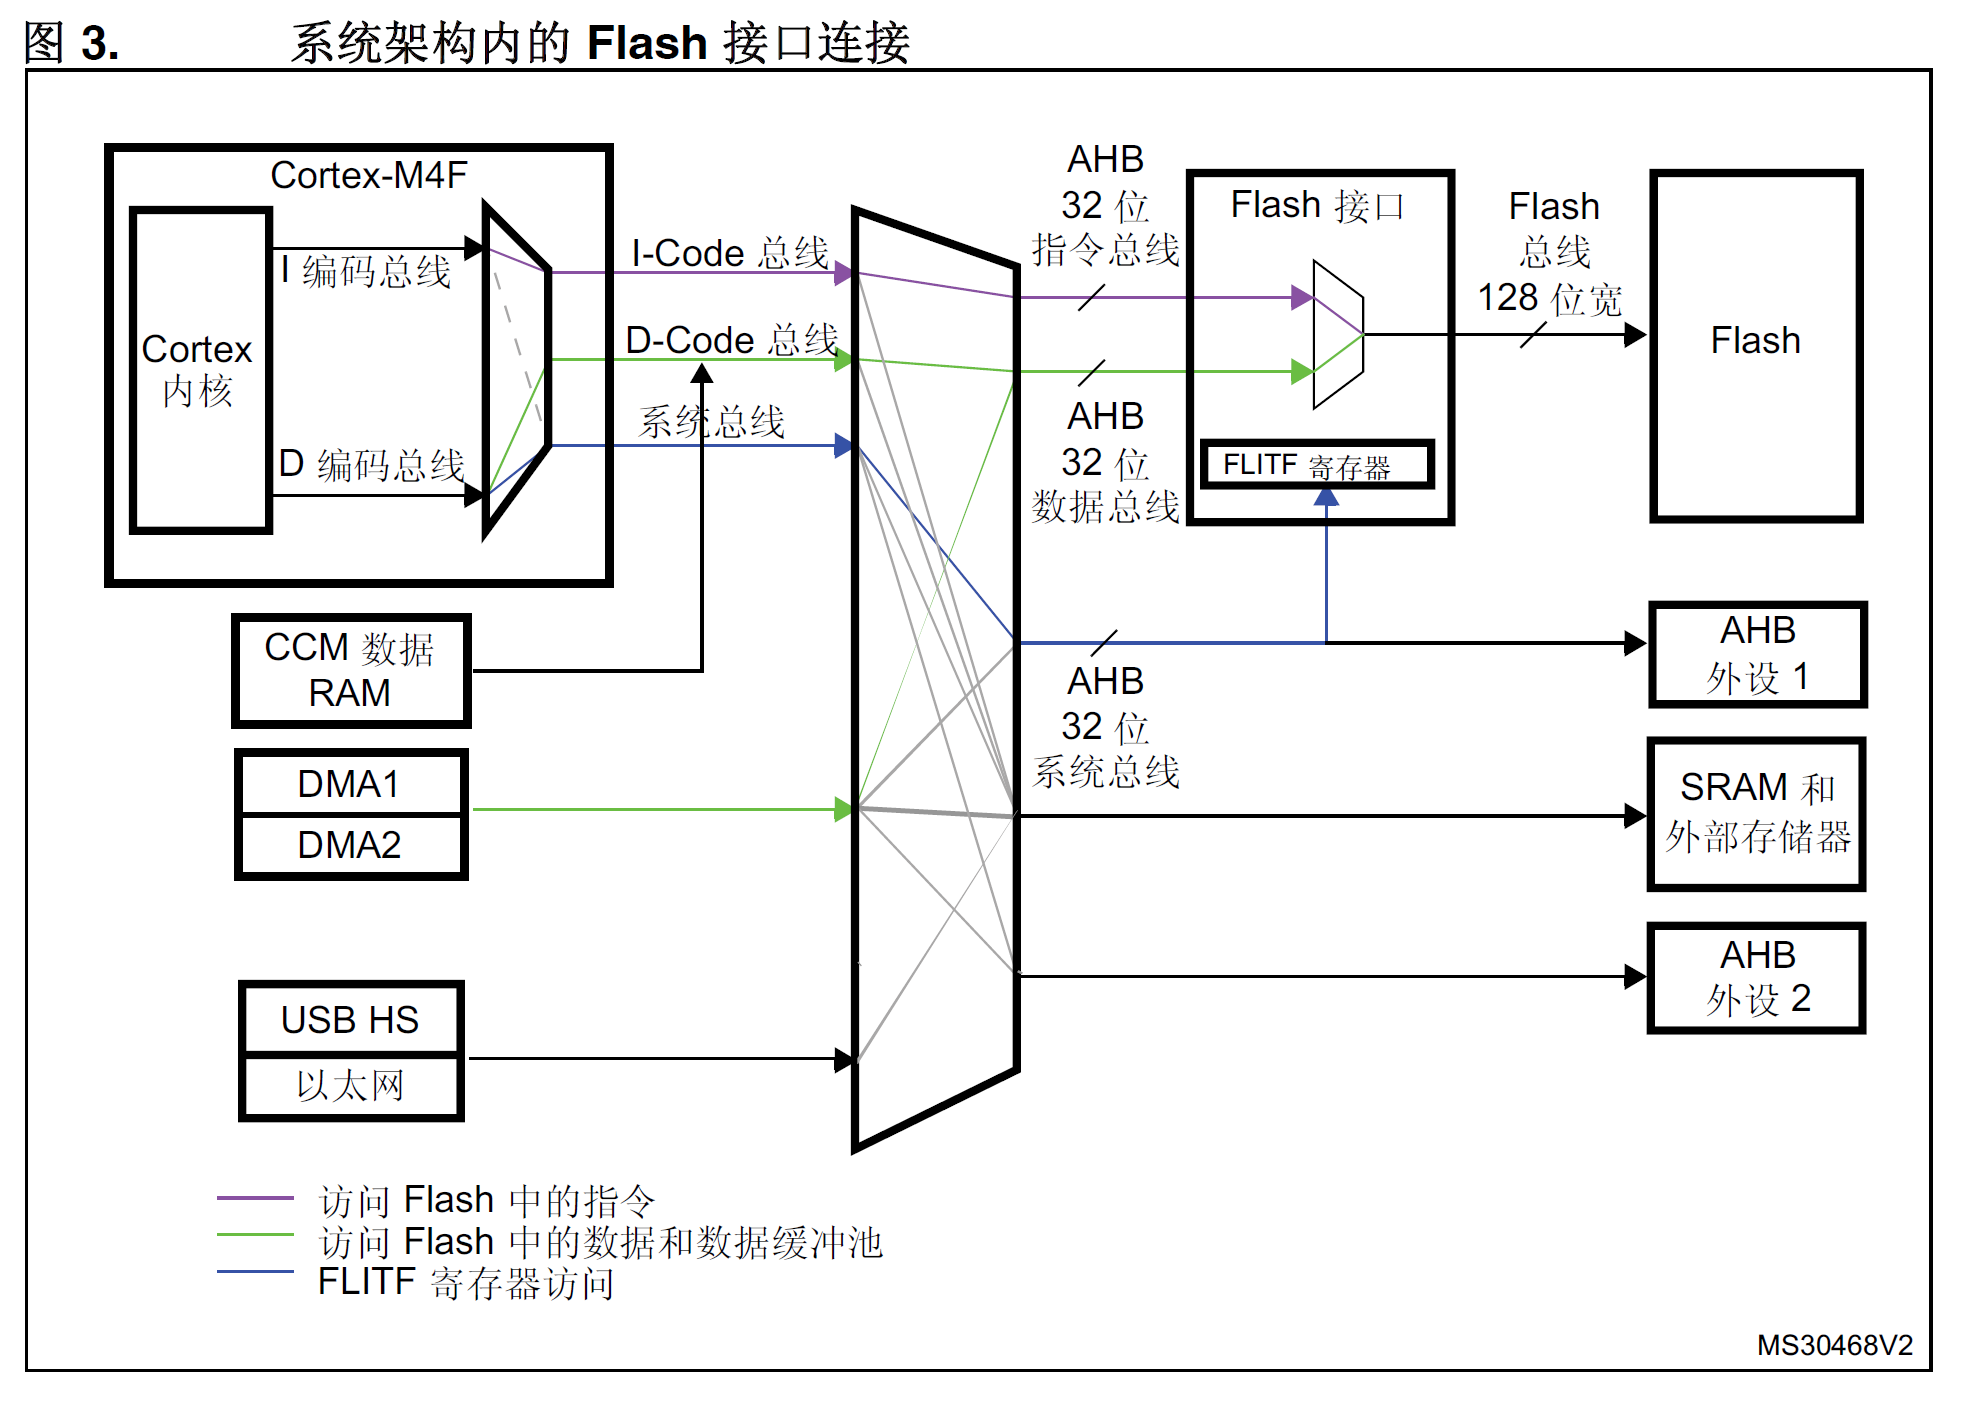 图 3. 系统架构内的 Flash 接口连接
Cortex-M4F
Cortex
内核
I 编码总线
D 编码总线
I-Code 总线
D-Code 总线
系统总线
CCM 数据
RAM
DMA1
DMA2
USB HS
以太网
AHB
32 位
指令总线
AHB
32 位
数据总线
AHB
32 位
系统总线
Flash 接口
FLITF 寄存器
Flash
总线
128 位宽
Flash
AHB
外设 1
SRAM 和
外部存储器
AHB
外设 2
访问 Flash 中的指令
访问 Flash 中的数据和数据缓冲池
FLITF 寄存器访问
MS30468V2